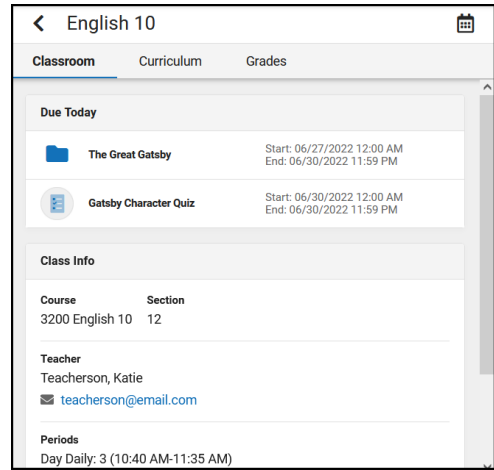 English 10
Classroom Curriculum Grades
Due Today
The Great Gatsby
Start: 06/27/2022 12:00 AM
End: 06/30/2022 11:59 PM
Gatsby Character Quiz
Start: 06/30/2022 12:00 AM
End: 06/30/2022 11:59 PM
Class Info
Course Section
3200 English 10 12
Teacher
Teacherson, Katie
teacherson@email.com
Periods
Day Daily: 3 (10:40 AM-11:35 AM)